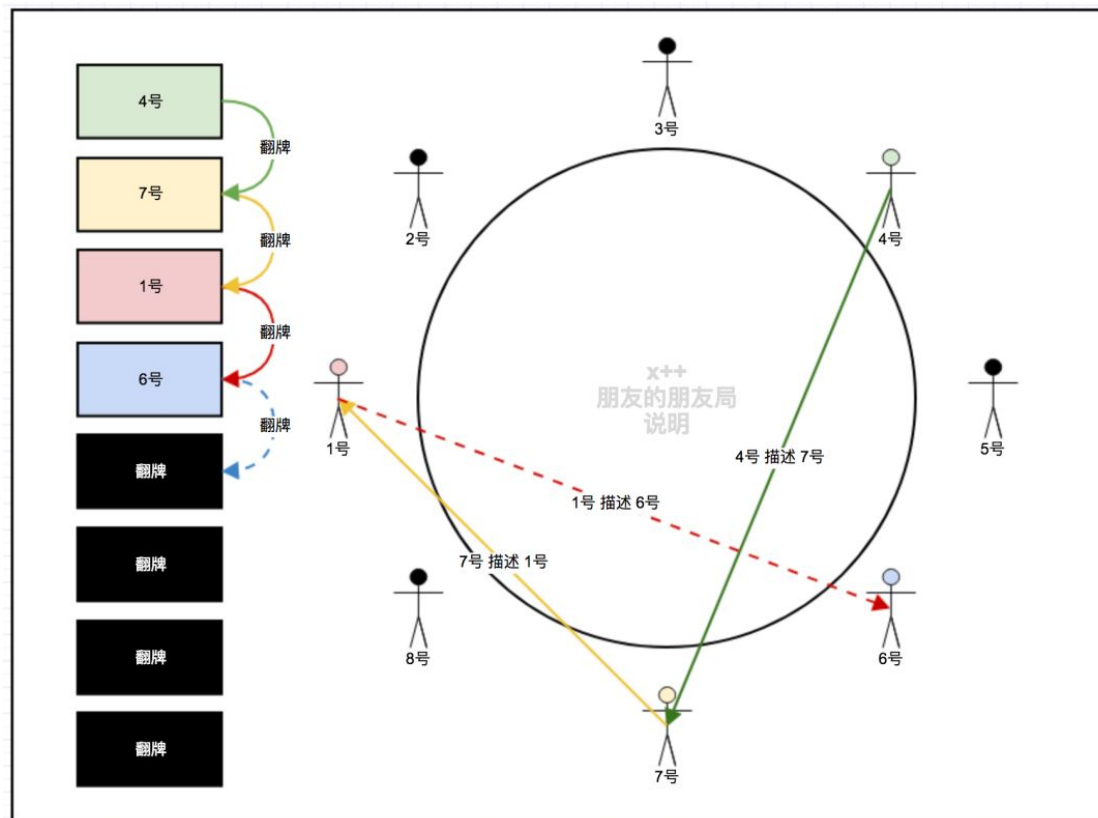 4号
翻牌
7号
翻牌
1号
翻牌
6号
翻牌
翻牌
翻牌
翻牌
翻牌
3号
2号
4号
x++
朋友的朋友局
说明
1号
5号
4号 描述 7号
1号 描述 6号
7号 描述 1号
8号
6号
7号